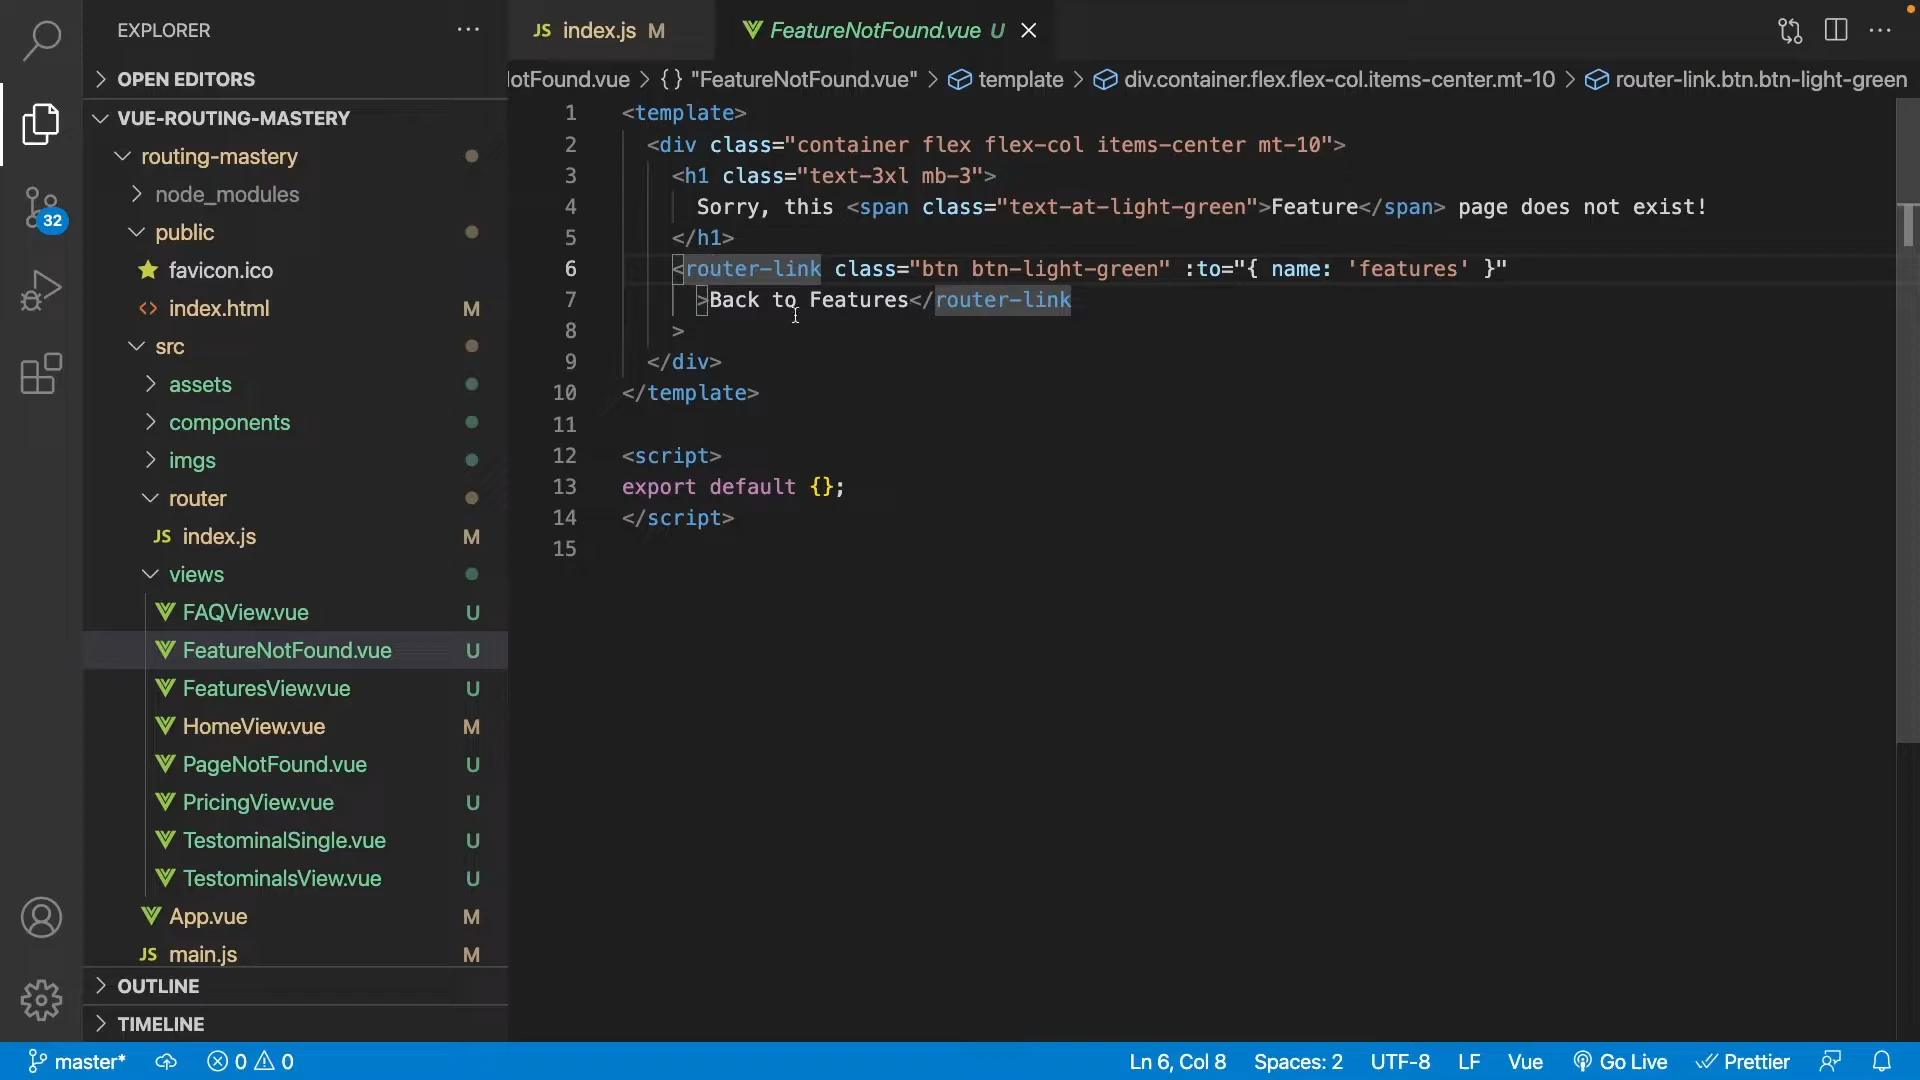 EXPLORER
OPEN EDITORS
VUE-ROUTING-MASTERY
routing-mastery
node_modules
public
favicon.ico
<> index.html M
src
assets
components
imgs
router
JS index.js M
views
FAQView.vue U
FeatureNotFound.vue U
FeaturesView.vue U
HomeView.vue M
PageNotFound.vue U
PricingView.vue U
TestominalSingle.vue U
TestominalsView.vue U
App.vue M
JS main.js M
OUTLINE
TIMELINE
32
JS index.js M
FeatureNotFound.vue U
lotFound.vue > {} "FeatureNotFound.vue" > template > div.container.flex.flex-col.items-center.mt-10 > router-link.btn.btn-light-green
1 <template>
2 <div class="container flex flex-col items-center mt-10">
3 <h1 class="text-3xl mb-3">
4 Sorry, this <span class="text-at-light-green">Feature</span> page does not exist!
5 </h1>
6 <router-link class="btn btn-light-green" :to="{ name: 'features' }"
7 >Back to Features</router-link
8 >
9 </div>
10 </template>
11
12 <script>
13 export default {};
14 </script>
15
master* 0 0 Ln 6, Col 8 Spaces: 2 UTF-8 LF Vue Go Live Prettier